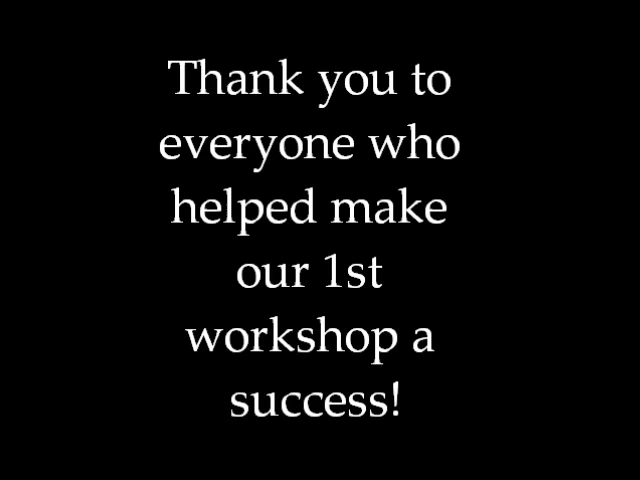 Thank you to
everyone who
helped make
our 1st
workshop a
success!